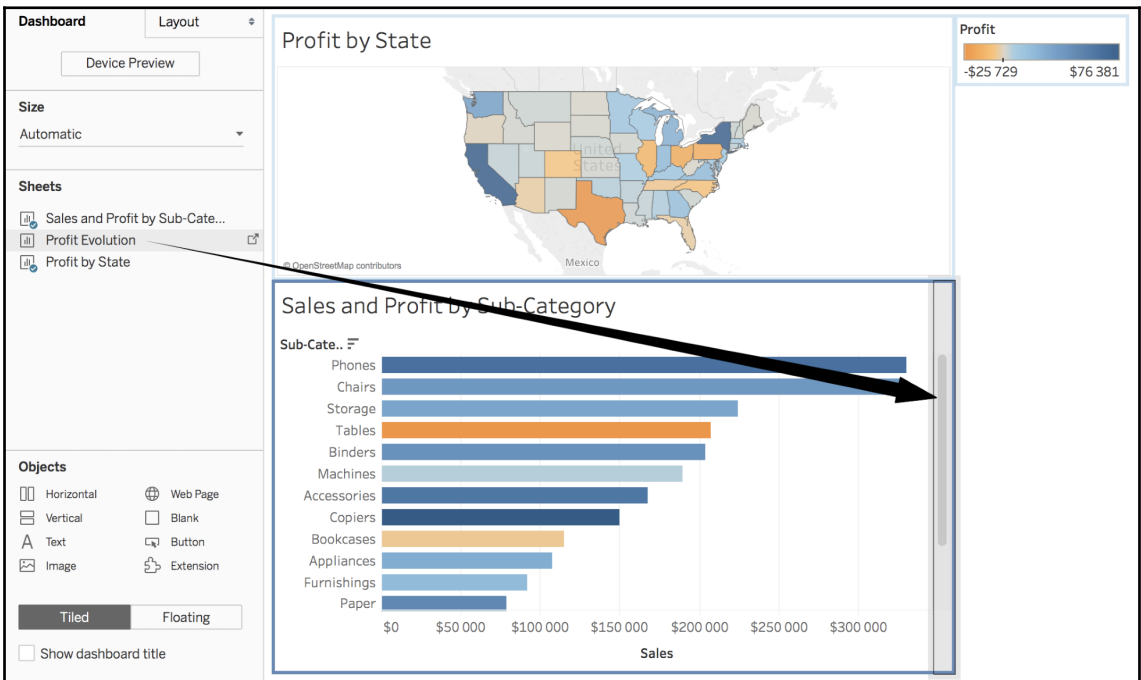 Dashboard
Layout
Device Preview
Size
Automatic
Sheets
Sales and Profit by Sub-Cate...
Profit Evolution
Profit by State
Objects
Horizontal
Web Page
Vertical
Blank
Text
Button
Image
Extension
Tiled
Floating
Show dashboard title
Profit by State
United
States
Mexico
© OpenStreetMap contributors
Profit
-$25 729
$76 381
Sales and Profit by Sub-Category
Sub-Cate..
Phones
Chairs
Storage
Tables
Binders
Machines
Accessories
Copiers
Bookcases
Appliances
Furnishings
Paper
$0 $50 000 $100 000 $150 000 $200 000 $250 000 $300 000
Sales